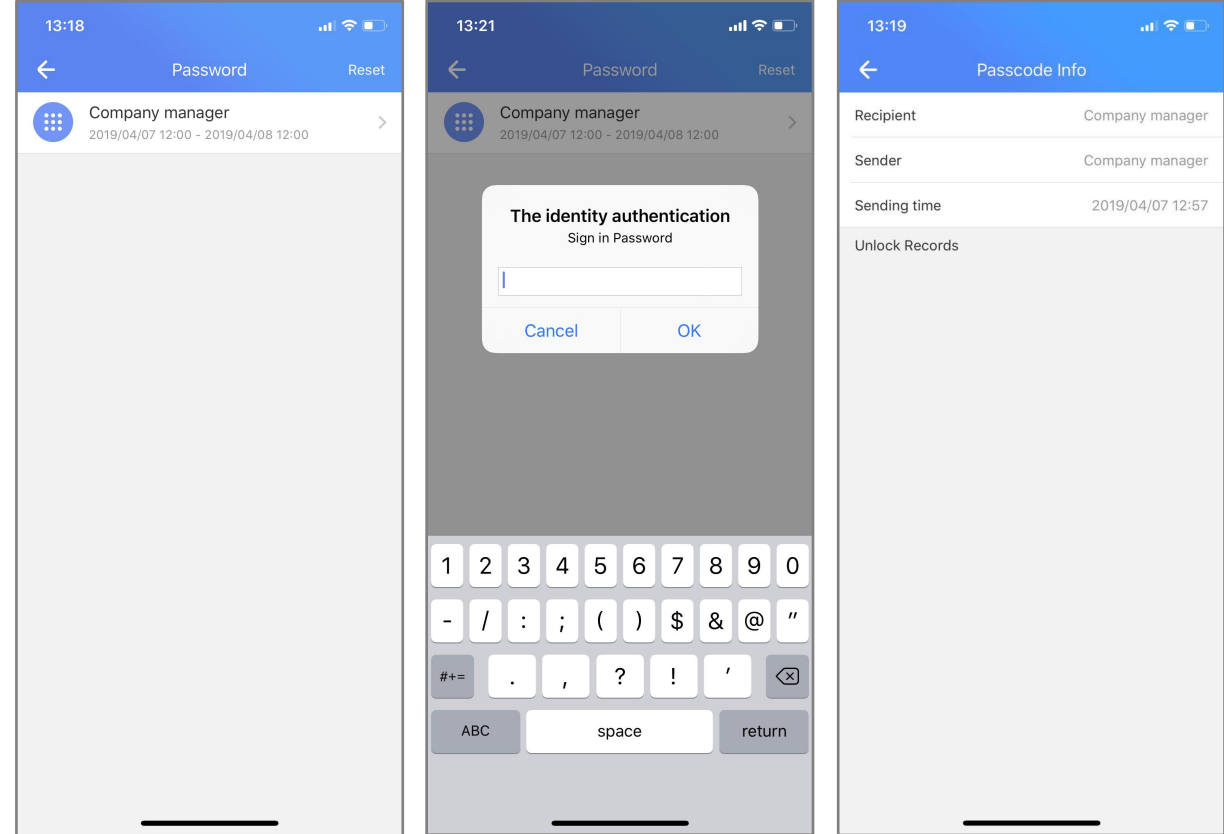 13:18
Password
Reset
Company manager
2019/04/07 12:00 - 2019/04/08 12:00
13:21
Password
Reset
Company manager
2019/04/07 12:00 - 2019/04/08 12:00
The identity authentication
Sign in Password
Cancel
OK
1 2 3 4 5 6 7 8 9 0
- / : ; ( ) $ & @ "
#+= . , ? ! '
ABC space return
13:19
Passcode Info
Recipient Company manager
Sender Company manager
Sending time 2019/04/07 12:57
Unlock Records